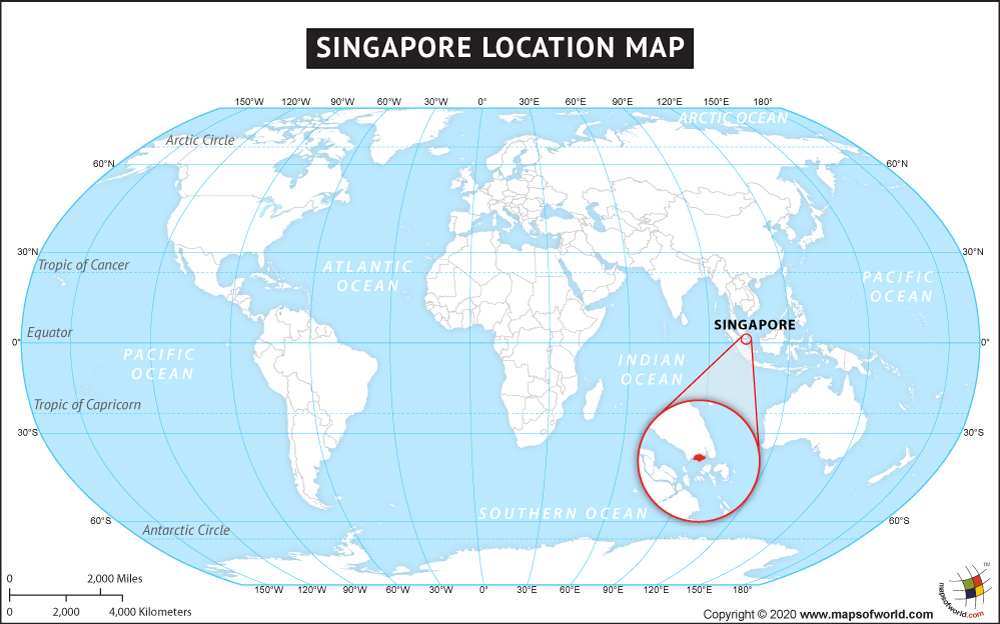 SINGAPORE LOCATION MAP
150°W 120°W 90°W 60°W 30°W 0° 30°E 60°E 90°E 120°E 150°E 180°
ARCTIC OCEAN
Arctic Circle
60°N 60°N
30°N 30°N
Tropic of Cancer
ATLANTIC
OCEAN
PACIFIC
OCEAN
SINGAPORE
Equator
0° 0°
PACIFIC
OCEAN
INDIAN
OCEAN
Tropic of Capricorn
30°S 30°S
SOUTHERN OCEAN
60°S 60°S
Antarctic Circle
150°W 120°W 90°W 60°W 30°W 0° 30°E 60°E 90°E 120°E 150°E 180°
0 2,000 Miles
0 2,000 4,000 Kilometers
TM
mapsofworld.com
Copyright © 2020 www.mapsofworld.com